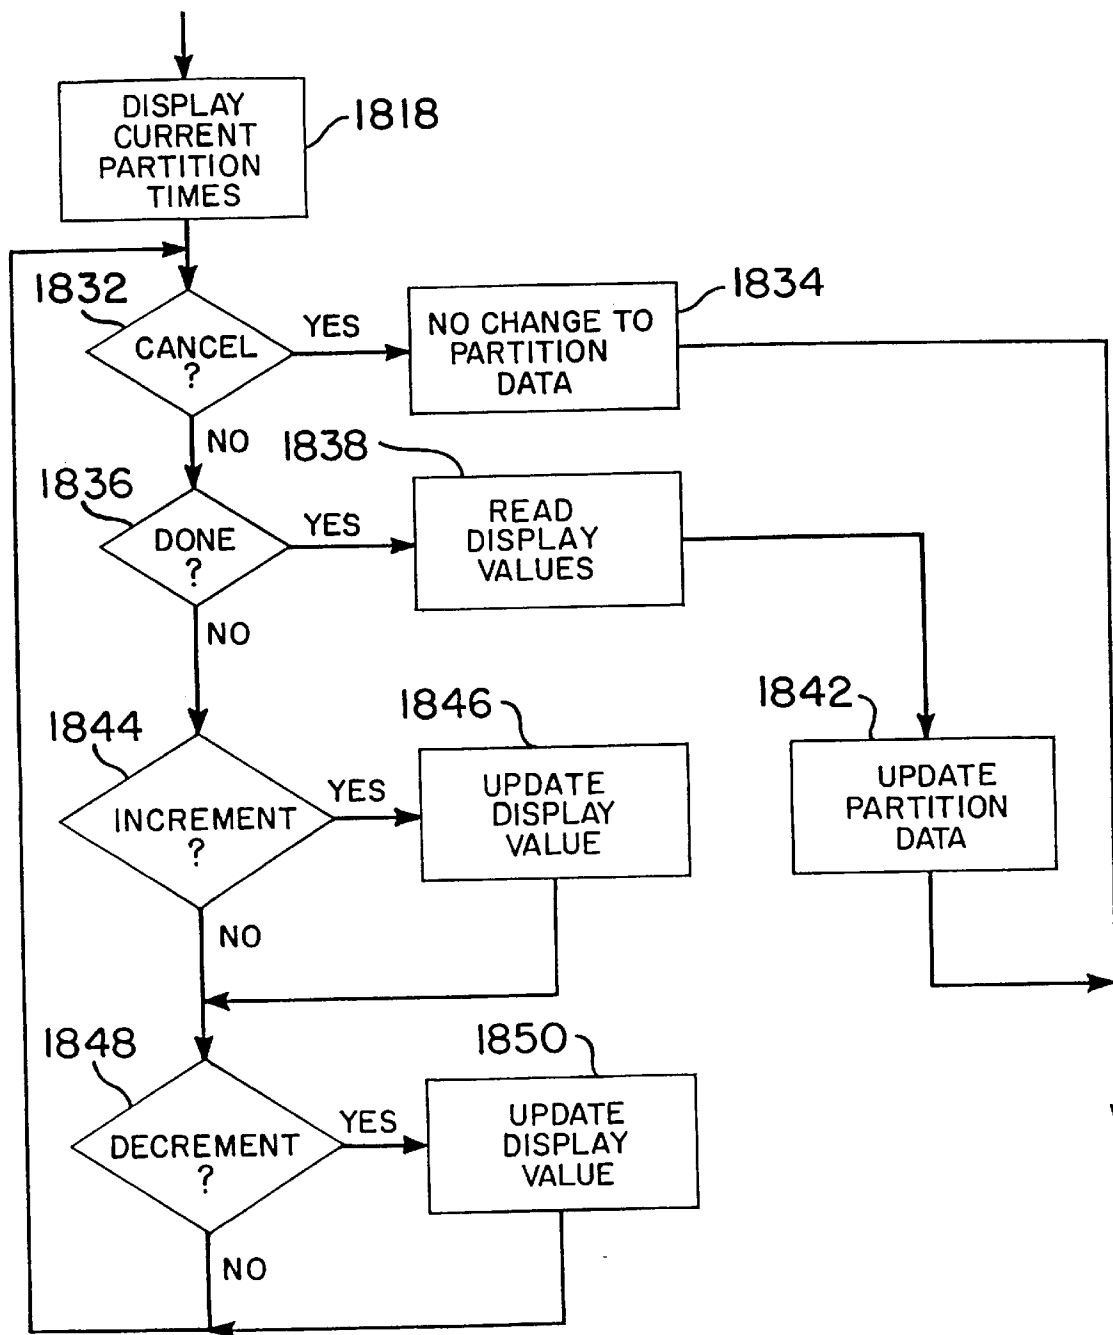 DISPLAY
CURRENT
PARTITION
TIMES
1818
1832
CANCEL
?
YES
NO CHANGE TO
PARTITION
DATA
1834
NO
1836
DONE
?
YES
1838
READ
DISPLAY
VALUES
NO
1842
UPDATE
PARTITION
DATA
1844
INCREMENT
?
YES
1846
UPDATE
DISPLAY
VALUE
NO
1848
DECREMENT
?
YES
1850
UPDATE
DISPLAY
VALUE
NO